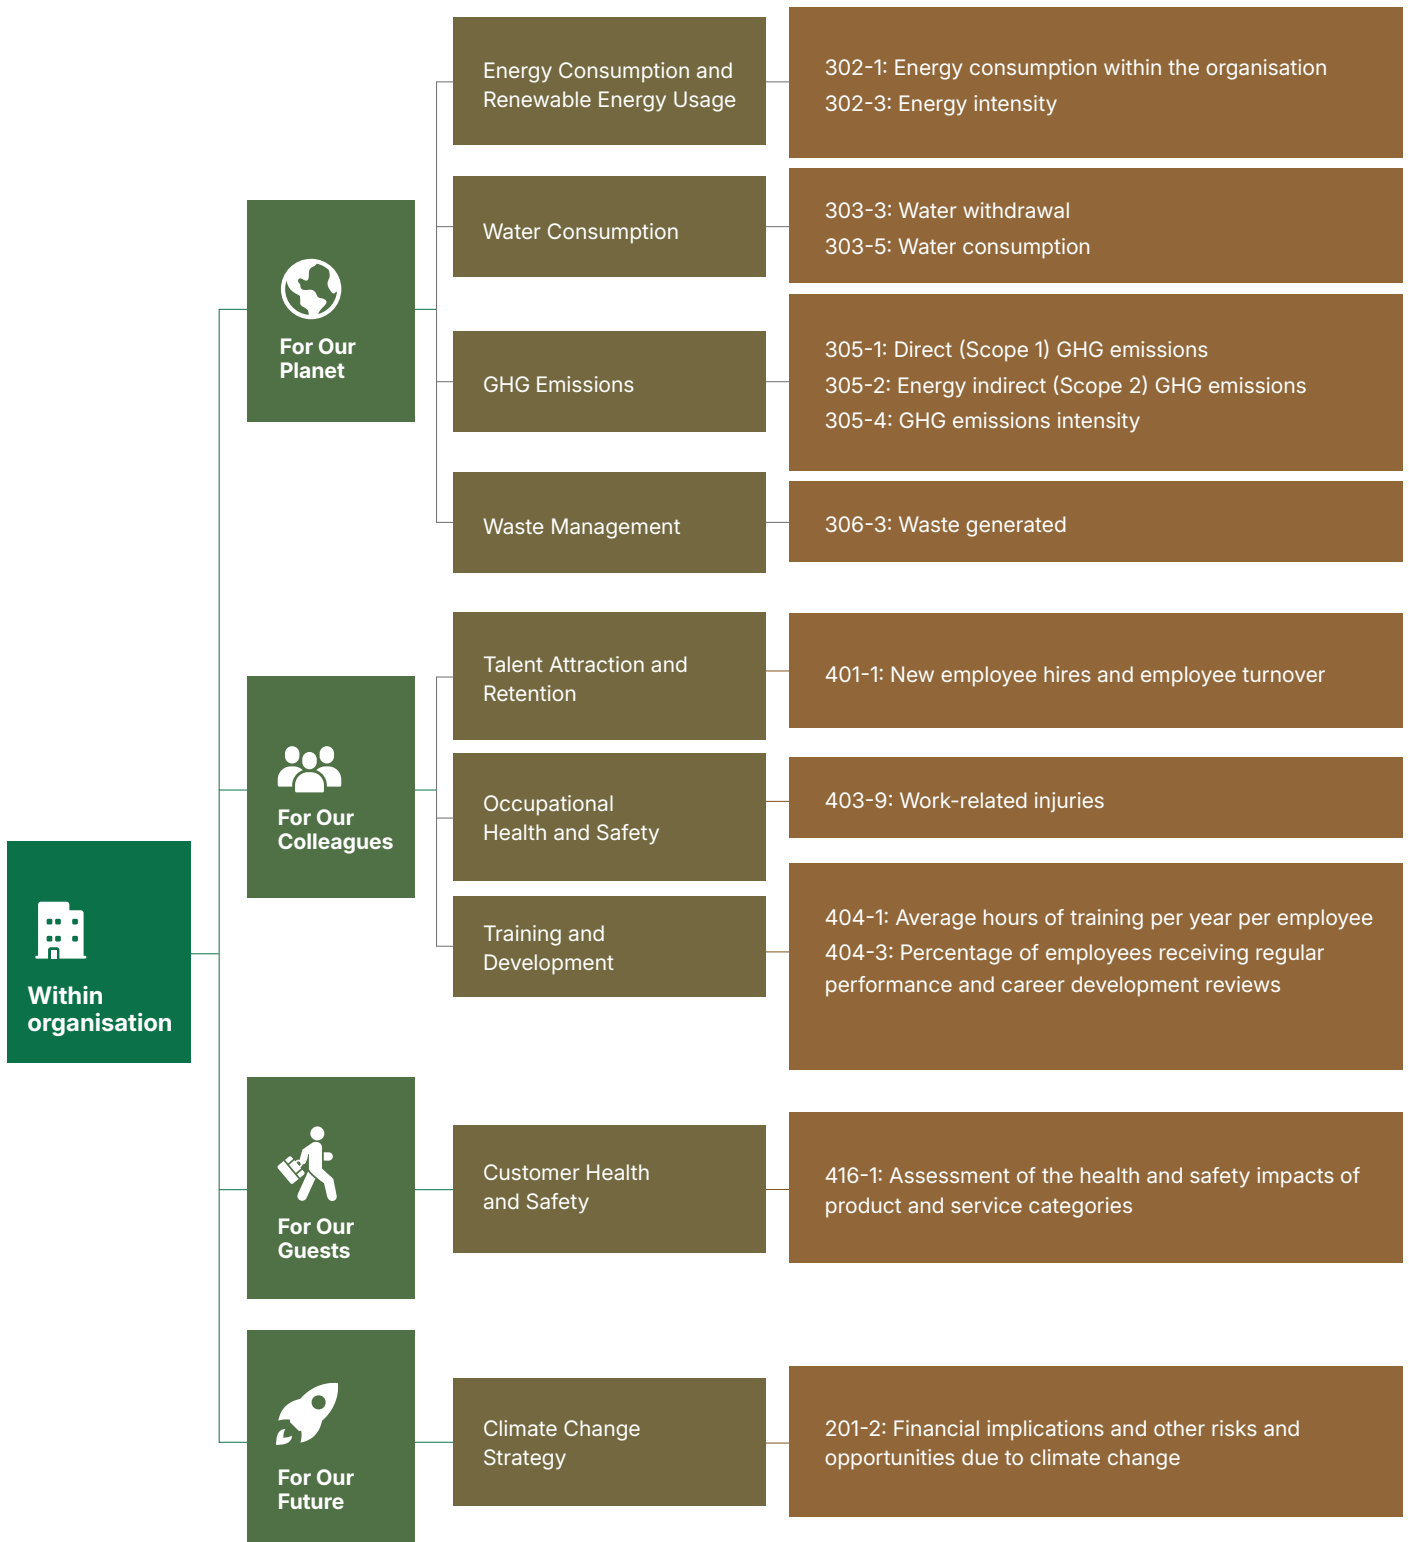 Energy Consumption and
Renewable Energy Usage
302-1: Energy consumption within the organisation
302-3: Energy intensity
Water Consumption
303-3: Water withdrawal
303-5: Water consumption
For Our
Planet
GHG Emissions
305-1: Direct (Scope 1) GHG emissions
305-2: Energy indirect (Scope 2) GHG emissions
305-4: GHG emissions intensity
Waste Management
306-3: Waste generated
Talent Attraction and
Retention
401-1: New employee hires and employee turnover
For Our
Colleagues
Occupational
Health and Safety
403-9: Work-related injuries
Training and
Development
404-1: Average hours of training per year per employee
404-3: Percentage of employees receiving regular
performance and career development reviews
Within
organisation
For Our
Guests
Customer Health
and Safety
416-1: Assessment of the health and safety impacts of
product and service categories
For Our
Future
Climate Change
Strategy
201-2: Financial implications and other risks and
opportunities due to climate change